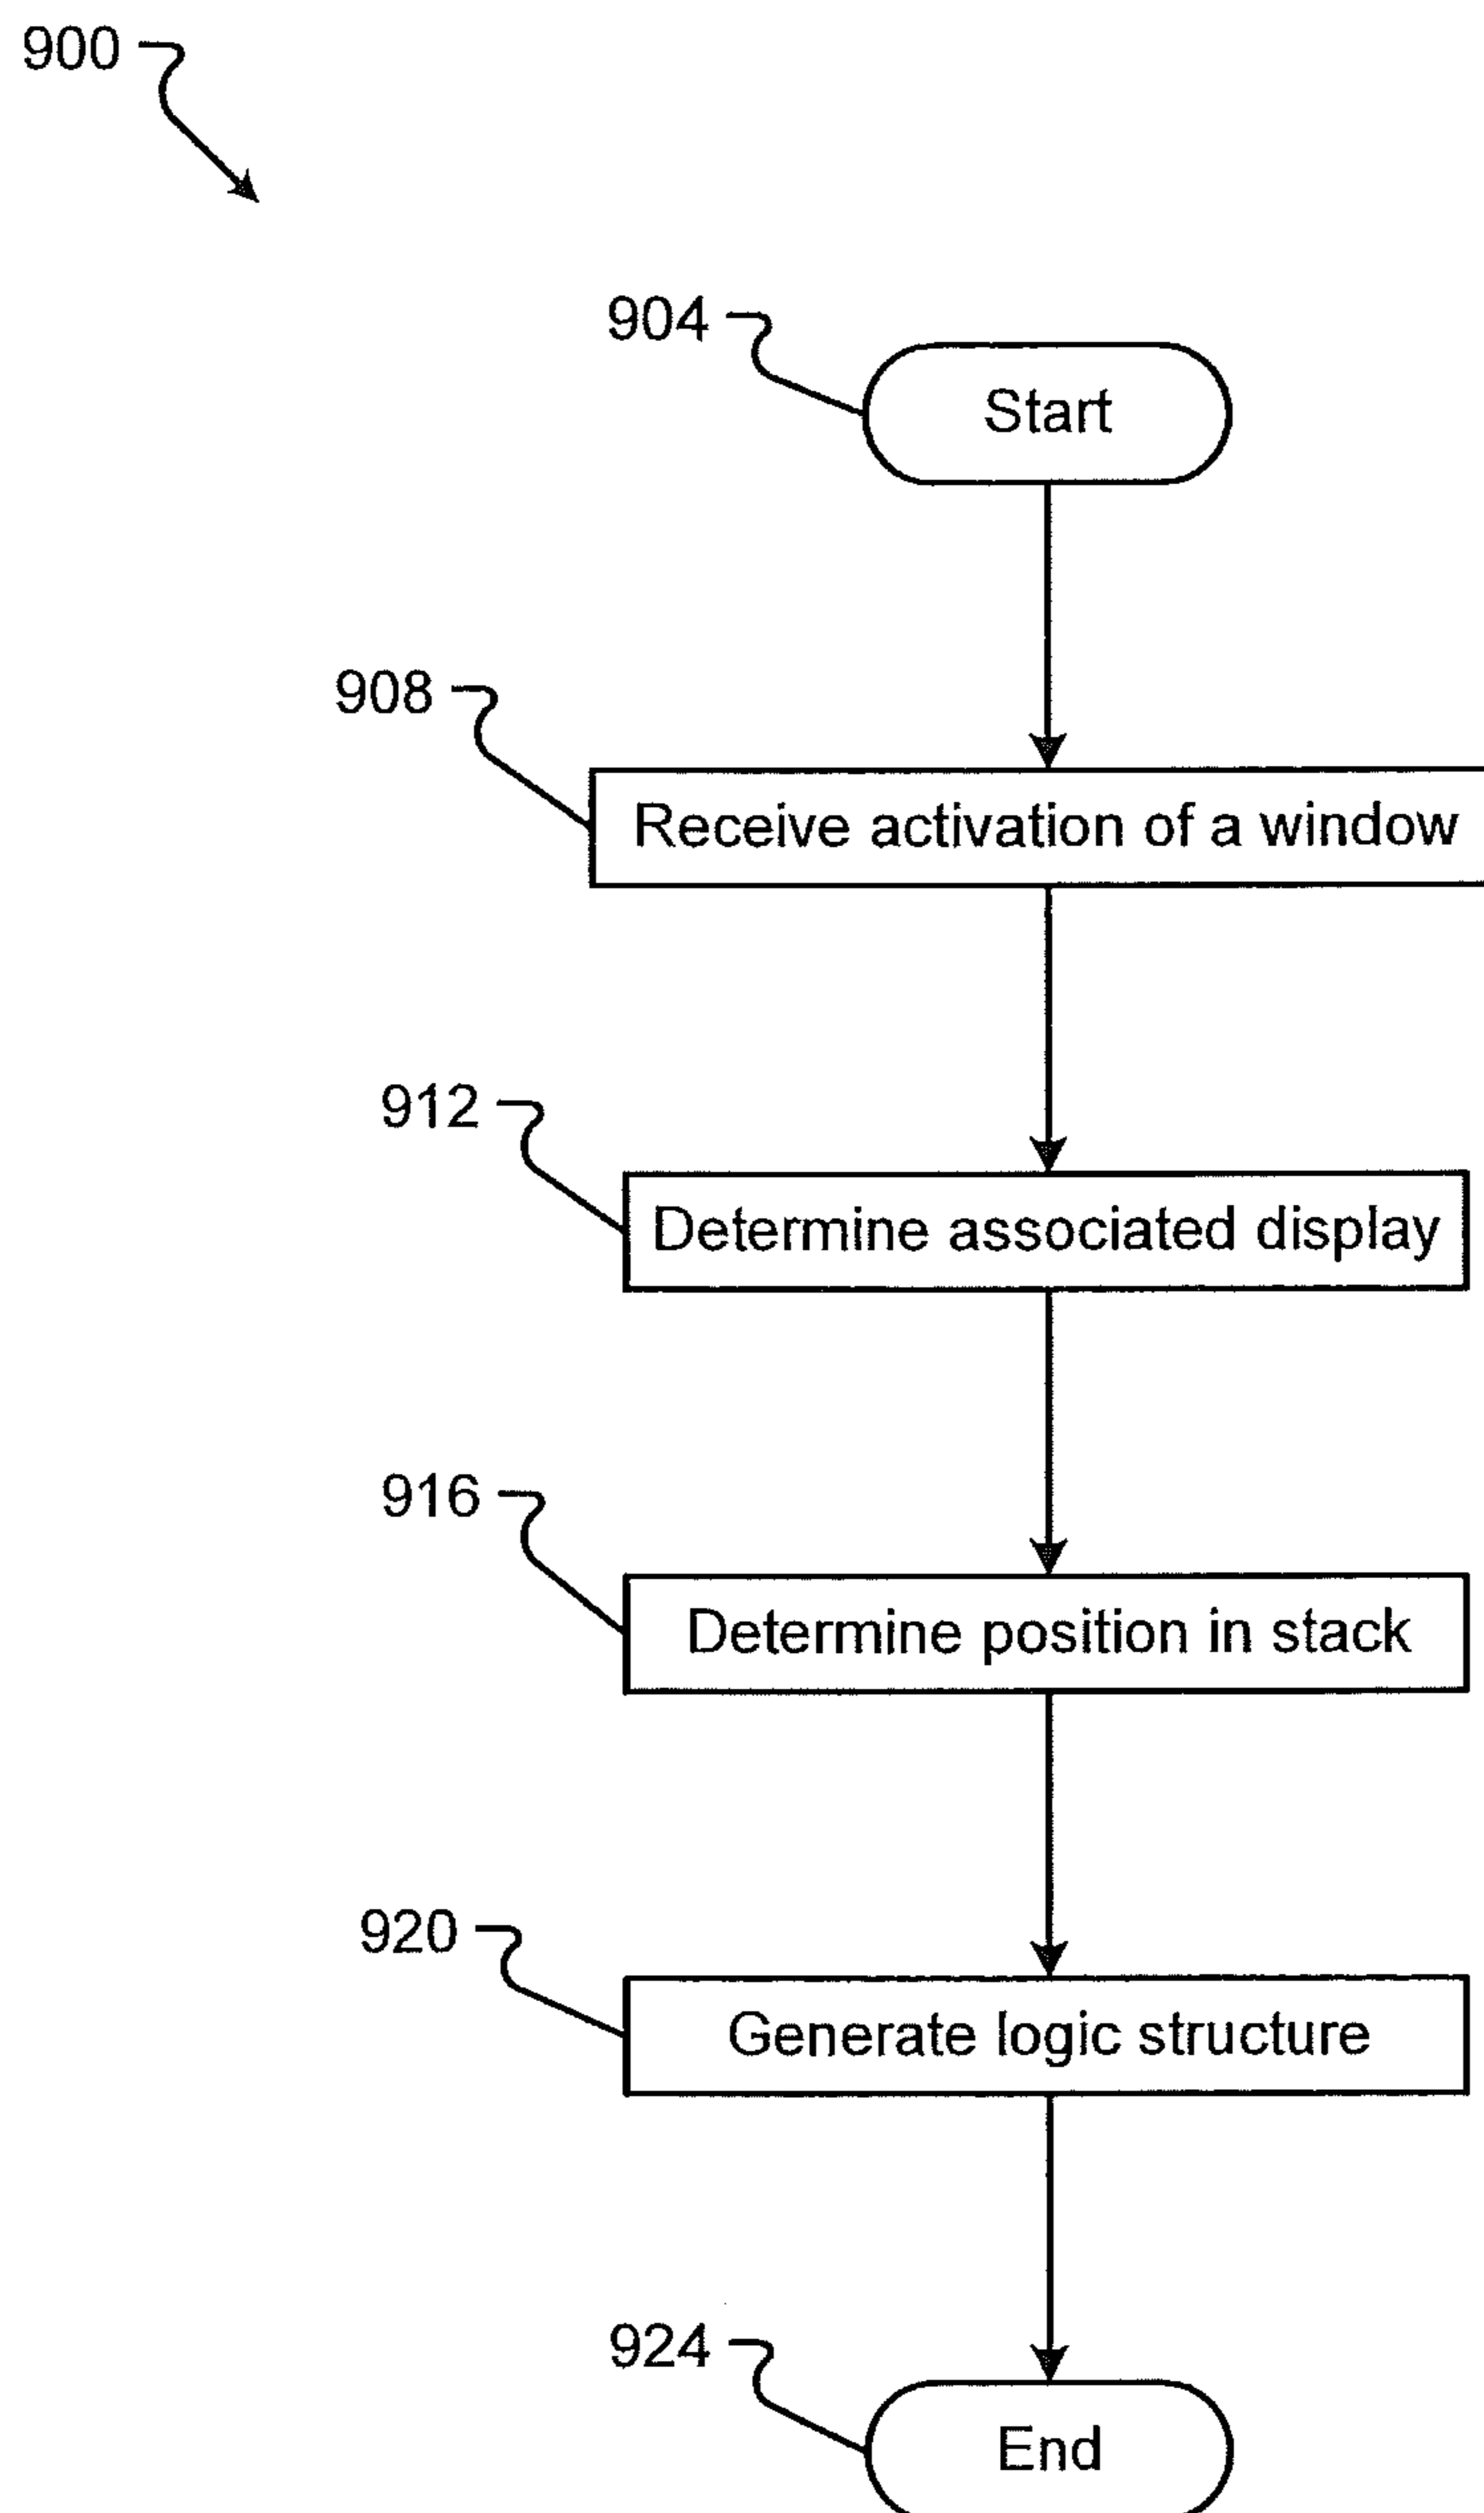 900
904
Start
908
Receive activation of a window
912
Determine associated display
916
Determine position in stack
920
Generate logic structure
924
End